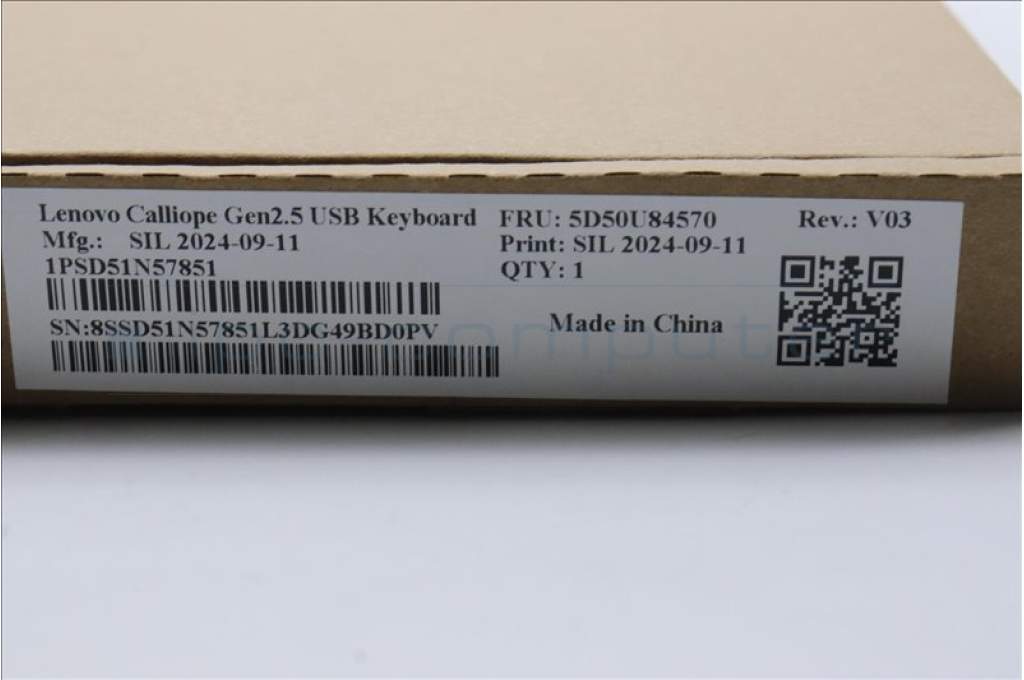 Lenovo Calliope Gen2.5 USB Keyboard FRU: 5D50U84570 Rev.: V03
Mfg.: SIL 2024-09-11 Print: SIL 2024-09-11
1PSD51N57851 QTY: 1
SN:8SSD51N57851L3DG49BD0PV Made in China